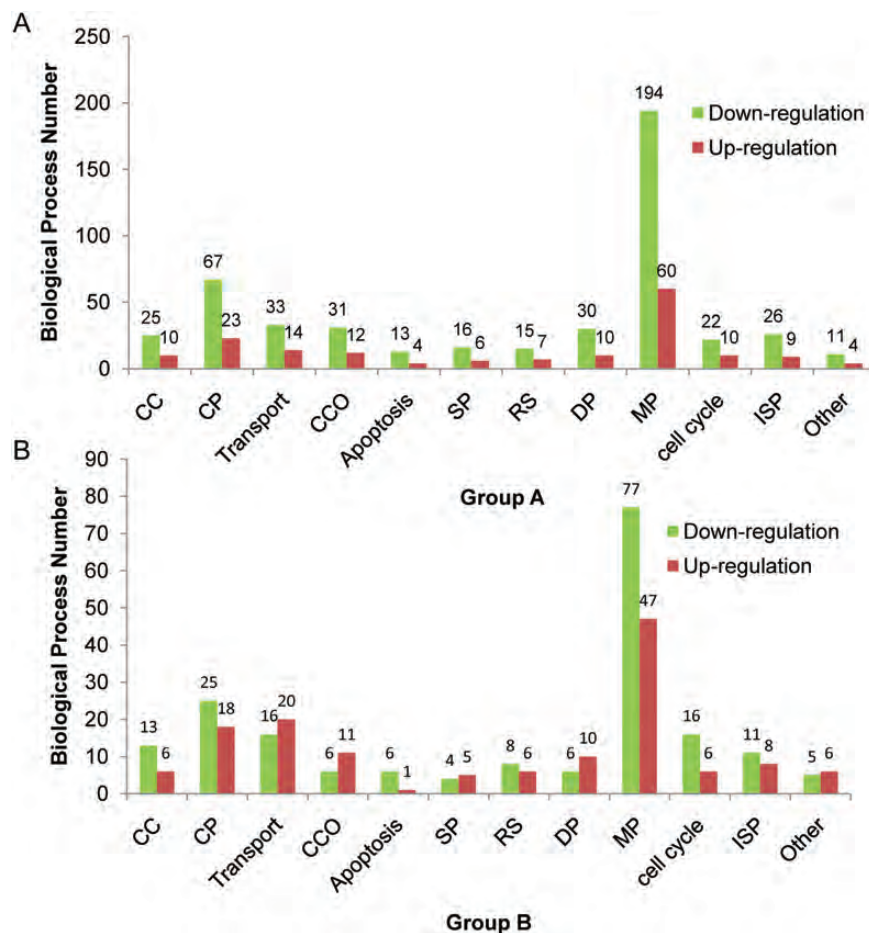 A
Biological Process Number
250
200
150
100
50
0
25
10
67
23
33
14
31
12
13
4
16
6
15
7
30
10
194
60
22
10
26
9
11
4
Down-regulation
Up-regulation
CC
CP
Transport
CCO
Apoptosis
SP
RS
DP
MP
cell cycle
ISP
Other
Group A
B
Biological Process Number
90
80
70
60
50
40
30
20
10
0
13
6
25
18
16
20
6
11
6
1
4
5
8
6
6
10
77
47
16
6
11
8
5
6
Down-regulation
Up-regulation
CC
CP
Transport
CCO
Apoptosis
SP
RS
DP
MP
cell cycle
ISP
Other
Group B